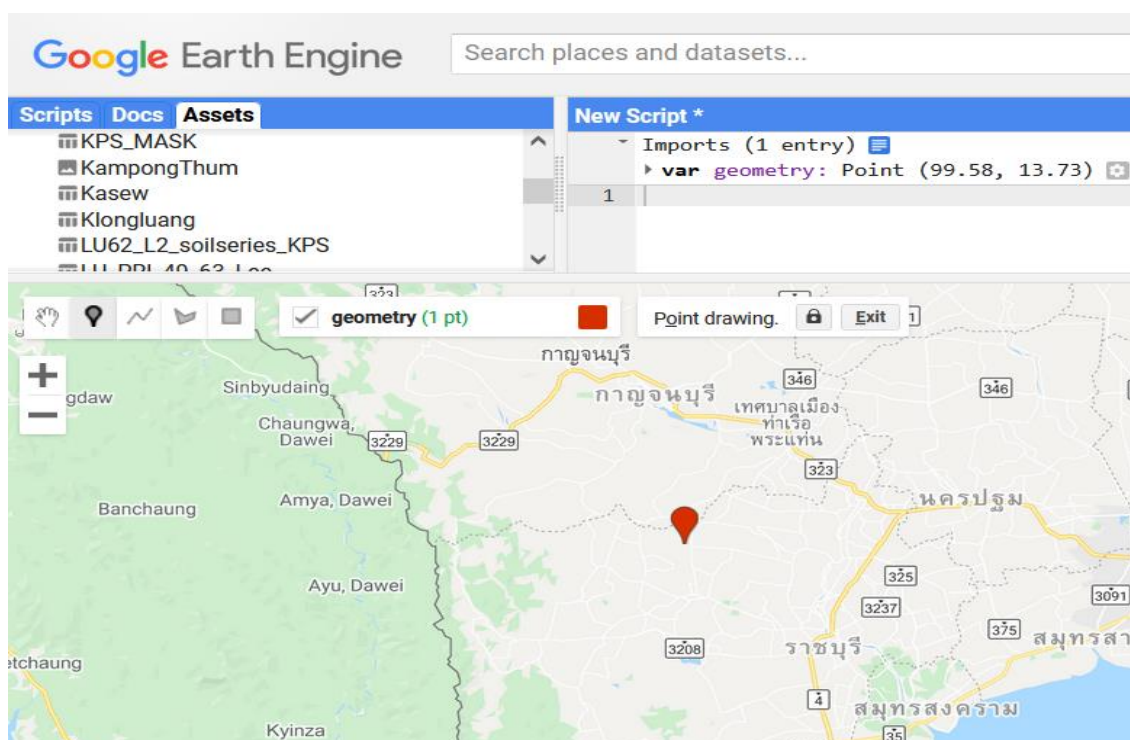 Google Earth Engine
Search places and datasets...
Scripts Docs Assets
KPS_MASK
KampongThum
Kasew
Klongluang
LU62_L2_soilseries_KPS
New Script *
Imports (1 entry)
var geometry: Point (99.58, 13.73)
1
geometry (1 pt)
Point drawing.
Exit
1
323
กาญจนบุรี
346
346
Sinbyudaing
gdaw
กาญจนบุรี
เทศบาลเมือง
ท่าเรือ
พระแท่น
Chaungwa,
Dawei
3229
3229
323
Amya, Dawei
Banchaung
นครปฐม
Ayu, Dawei
325
3091
3237
375
สมุทรสา
3208
ราชบุรี
etchaung
4
สมุทรสงคราม
Kyinza
35